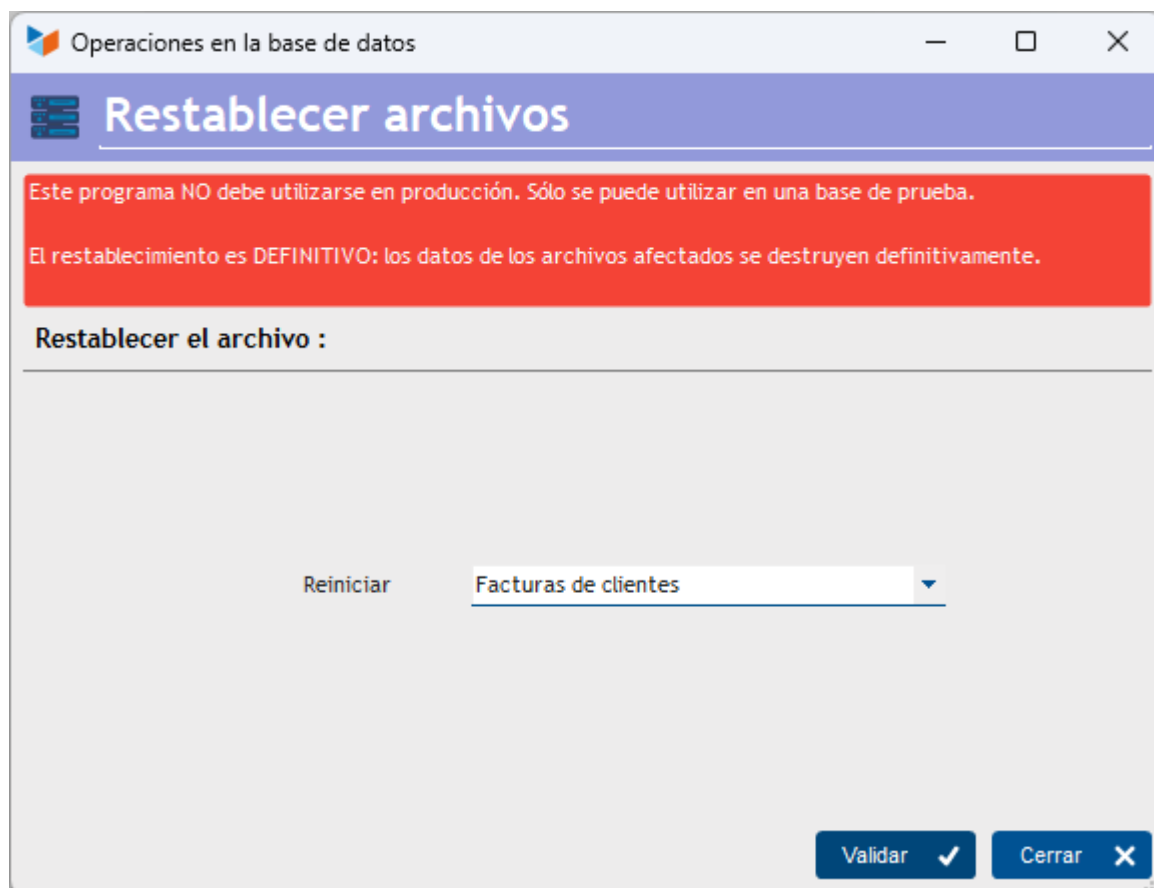 Operaciones en la base de datos
Restablecer archivos
Este programa NO debe utilizarse en producción. Sólo se puede utilizar en una base de prueba.
El restablecimiento es DEFINITIVO: los datos de los archivos afectados se destruyen definitivamente.
Restablecer el archivo :
Reiniciar Facturas de clientes
Validar Cerrar